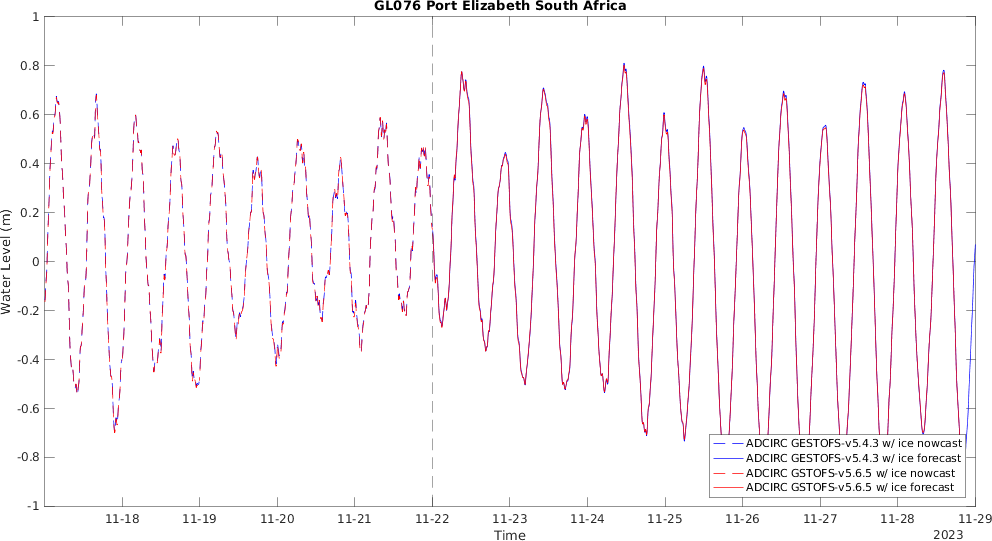 GL076 Port Elizabeth South Africa
1
0.8
0.6
0.4
0.2
0
-0.2
-0.4
-0.6
-0.8
-1
Water Level (m)
ADCIRC GESTOFS-v5.4.3 w/ ice nowcast
ADCIRC GESTOFS-v5.4.3 w/ ice forecast
ADCIRC GSTOFS-v5.6.5 w/ ice nowcast
ADCIRC GSTOFS-v5.6.5 w/ ice forecast
11-18 11-19 11-20 11-21 11-22 11-23 11-24 11-25 11-26 11-27 11-28 11-29
Time
2023